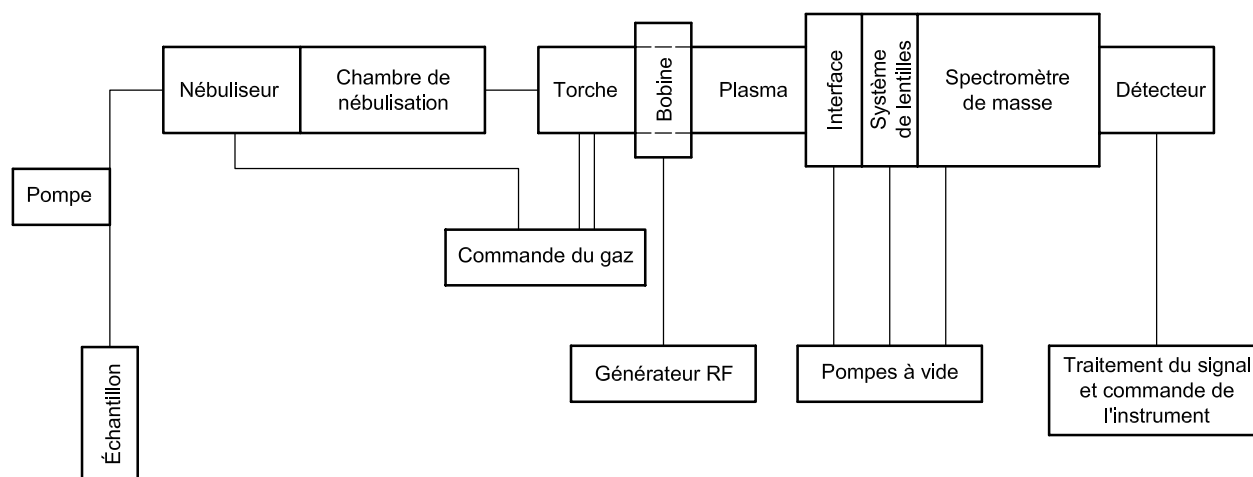 Nébuliseur
Chambre de
nébulisation
Torche
Bobine
Plasma
Interface
Système
de lentilles
Spectromètre
de masse
Détecteur
Pompe
Commande du gaz
Échantillon
Générateur RF
Pompes à vide
Traitement du signal
et commande de
l'instrument